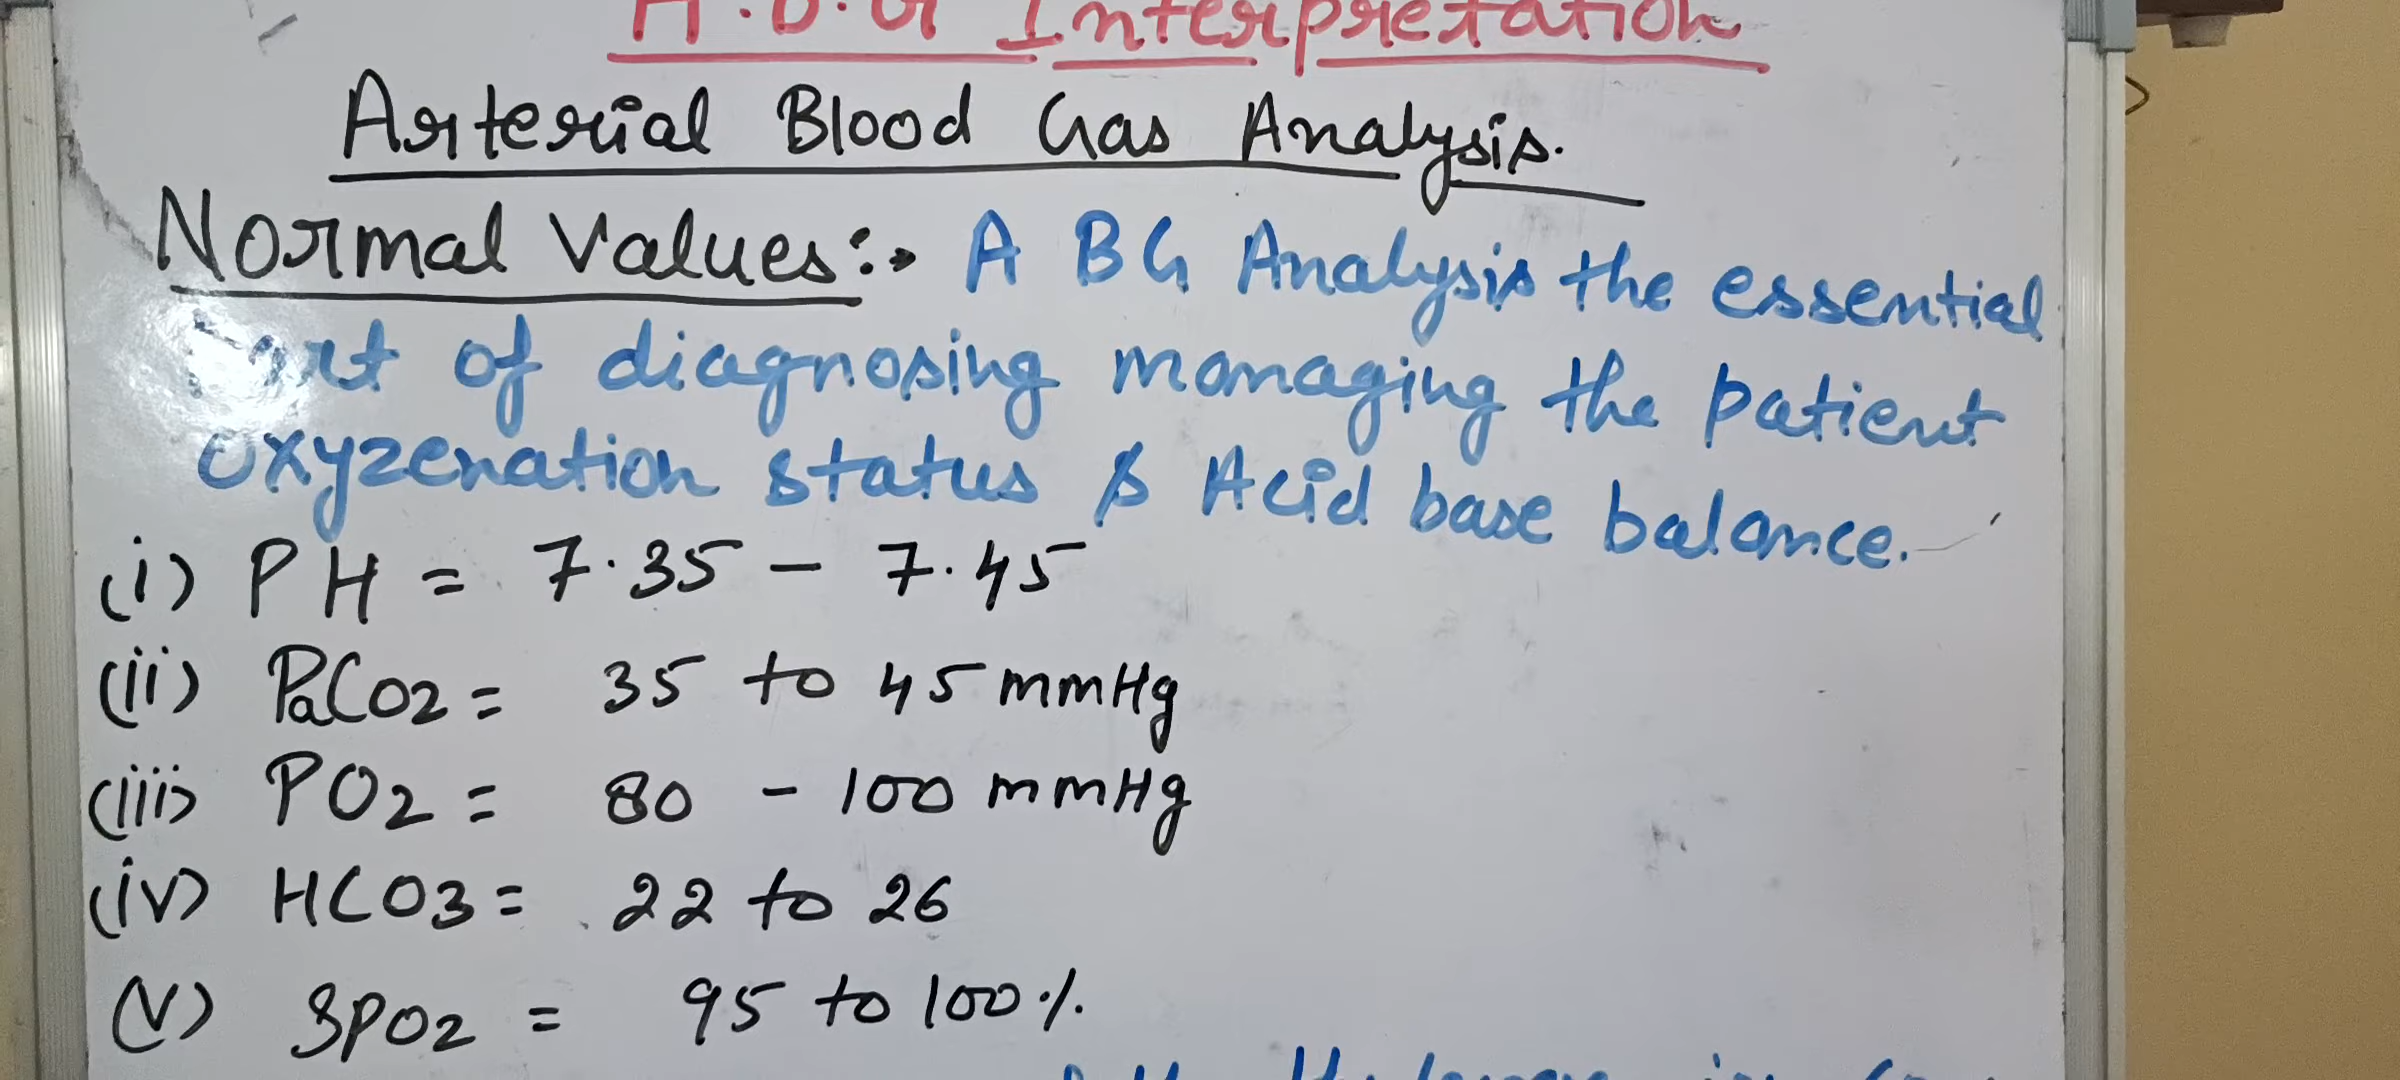 A.B.G Interpretation
Arterial Blood Gas Analysis.
Normal Values:- A BG Analysis the essential
of diagnosing managing the patient
oxyzenation status & Acid base balance.
(i) PH = 7.35 - 7.45
(ii) PaCO2 = 35 to 45 mmHg
(iii) PO2 = 80 - 100 mmHg
(iv) HCO3 = 22 to 26
(V) SPO2 = 95 to 100%